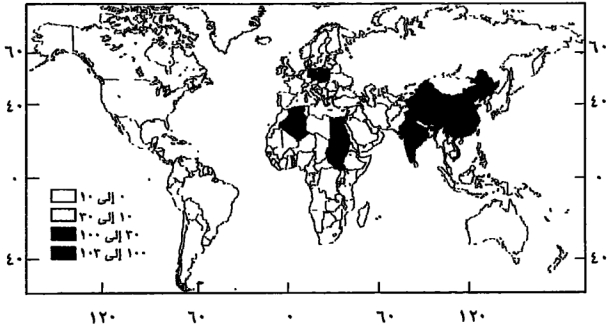 ٦٠ ٦٠
٤٠ ٤٠
٠ ٠
٤٠ ٤٠
٠ إلى ١٠
١٠ إلى ٣٠
٣٠ إلى ١٠٠
١٠٠ إلى ١٠٣
١٢٠ ٦٠ ٠ ٦٠ ١٢٠